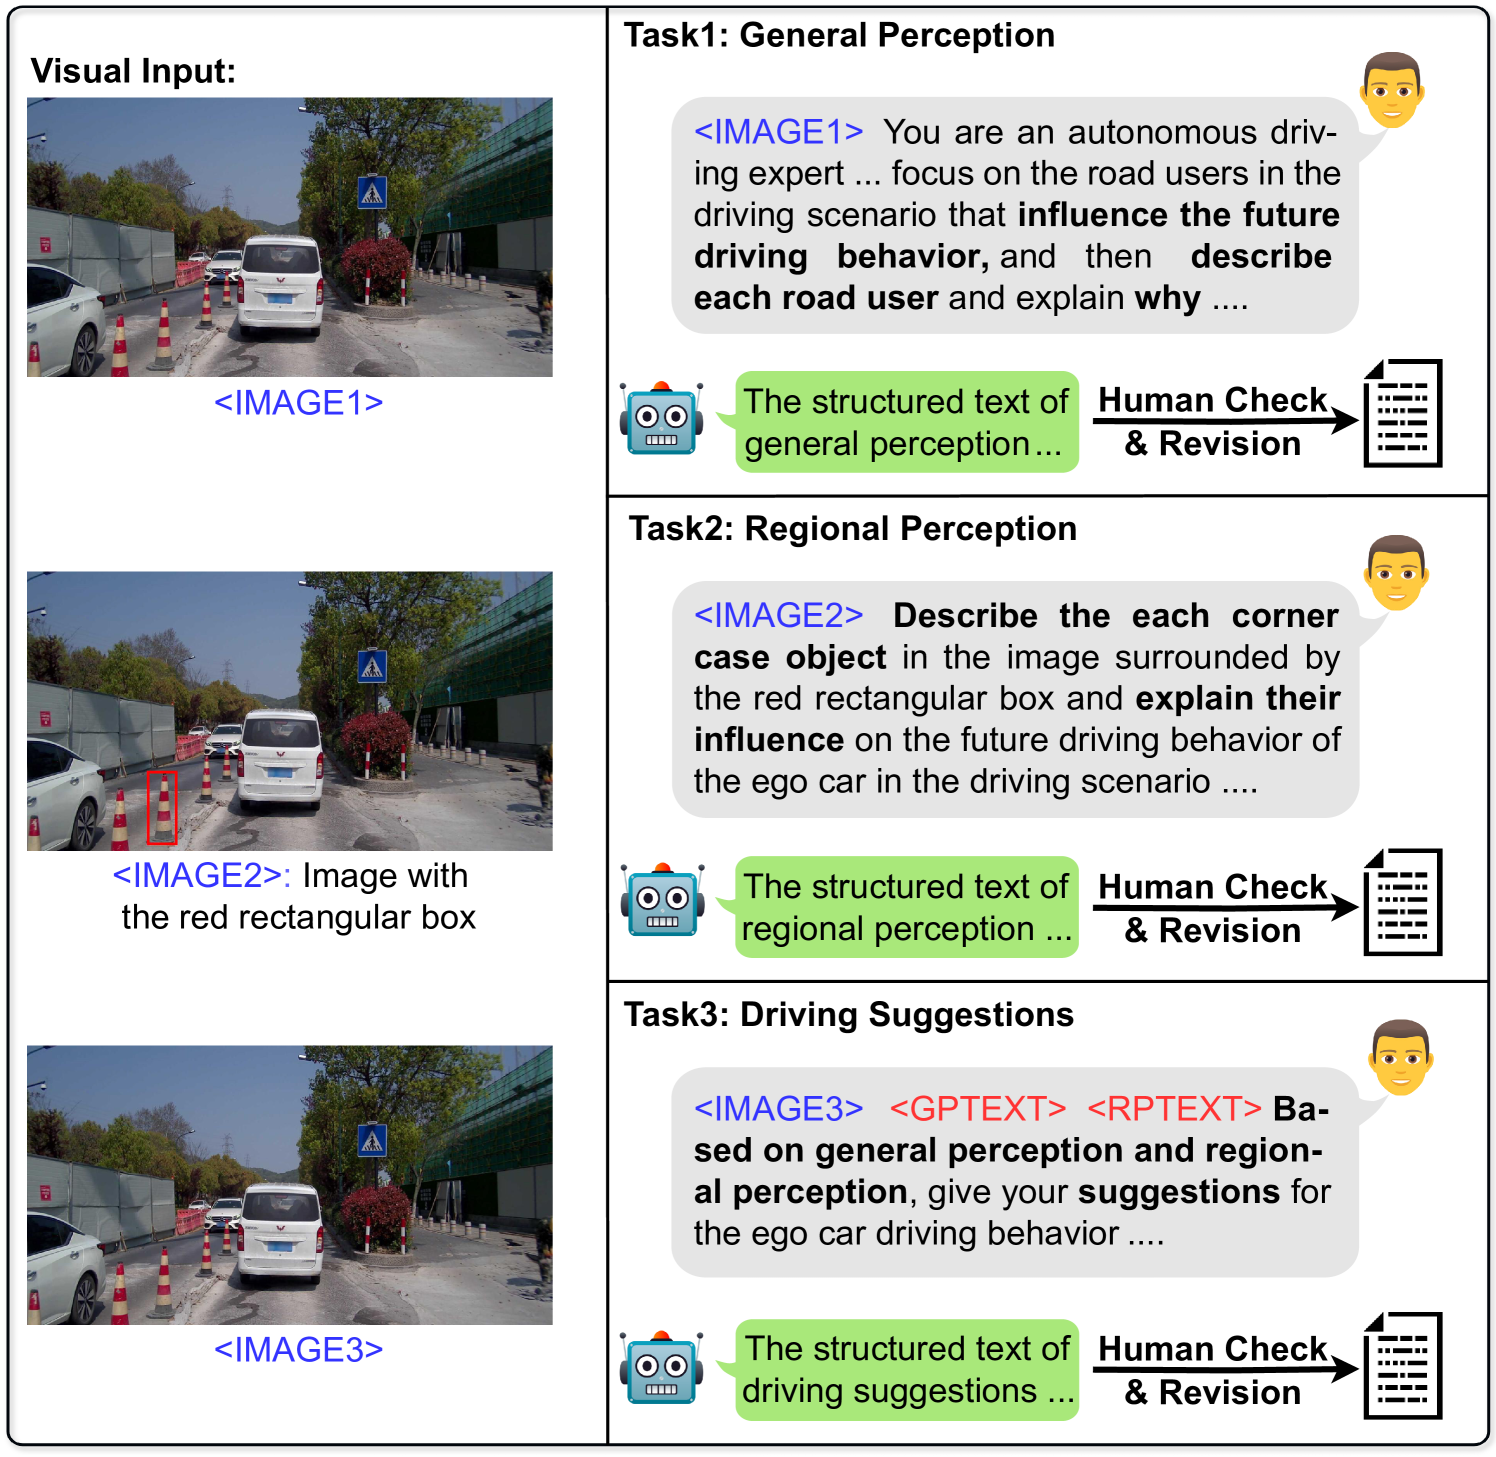 Visual Input:
<IMAGE1>
<IMAGE2>: Image with
the red rectangular box
<IMAGE3>
Task1: General Perception
<IMAGE1> You are an autonomous driv-
ing expert ... focus on the road users in the
driving scenario that influence the future
driving behavior, and then describe
each road user and explain why ....
The structured text of
general perception ...
Human Check
& Revision
Task2: Regional Perception
<IMAGE2> Describe the each corner
case object in the image surrounded by
the red rectangular box and explain their
influence on the future driving behavior of
the ego car in the driving scenario ....
The structured text of
regional perception ...
Human Check
& Revision
Task3: Driving Suggestions
<IMAGE3> <GPTEXT> <RPTEXT> Ba-
sed on general perception and region-
al perception, give your suggestions for
the ego car driving behavior ....
The structured text of
driving suggestions ...
Human Check
& Revision